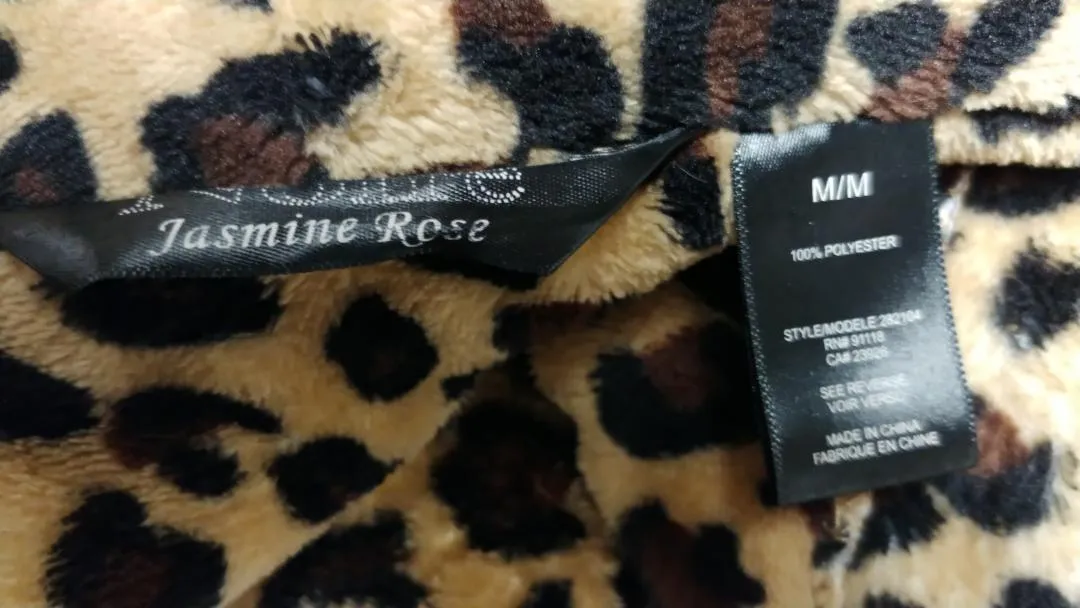 Jasmine Rose
M/M
100% POLYESTER
STYLE/MODELE 282104
RN# 91118
CA# 23926
SEE REVERSE
VOIR VERSO
MADE IN CHINA
FABRIQUE EN CHINE